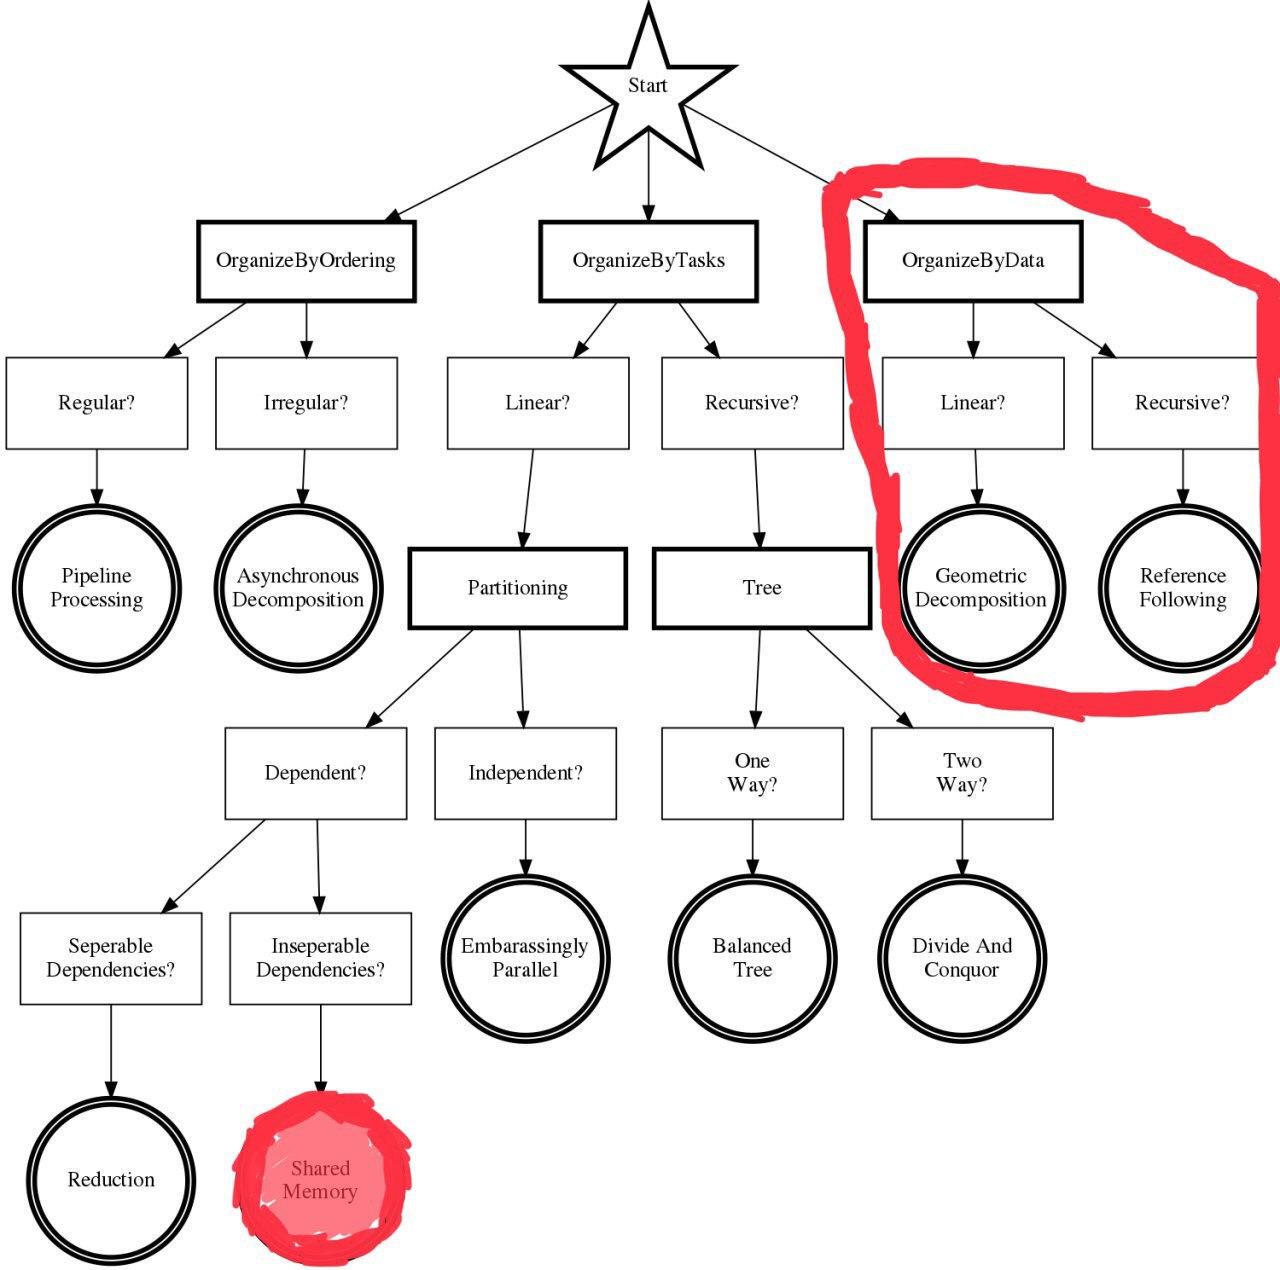 Start
OrganizeByOrdering
OrganizeByTasks
OrganizeByData
Regular?
Irregular?
Linear?
Recursive?
Linear?
Recursive?
Pipeline
Processing
Asynchronous
Decomposition
Partitioning
Tree
Geometric
Decomposition
Reference
Following
Dependent?
Independent?
One
Way?
Two
Way?
Seperable
Dependencies?
Inseperable
Dependencies?
Embarassingly
Parallel
Balanced
Tree
Divide And
Conquor
Reduction
Shared
Memory